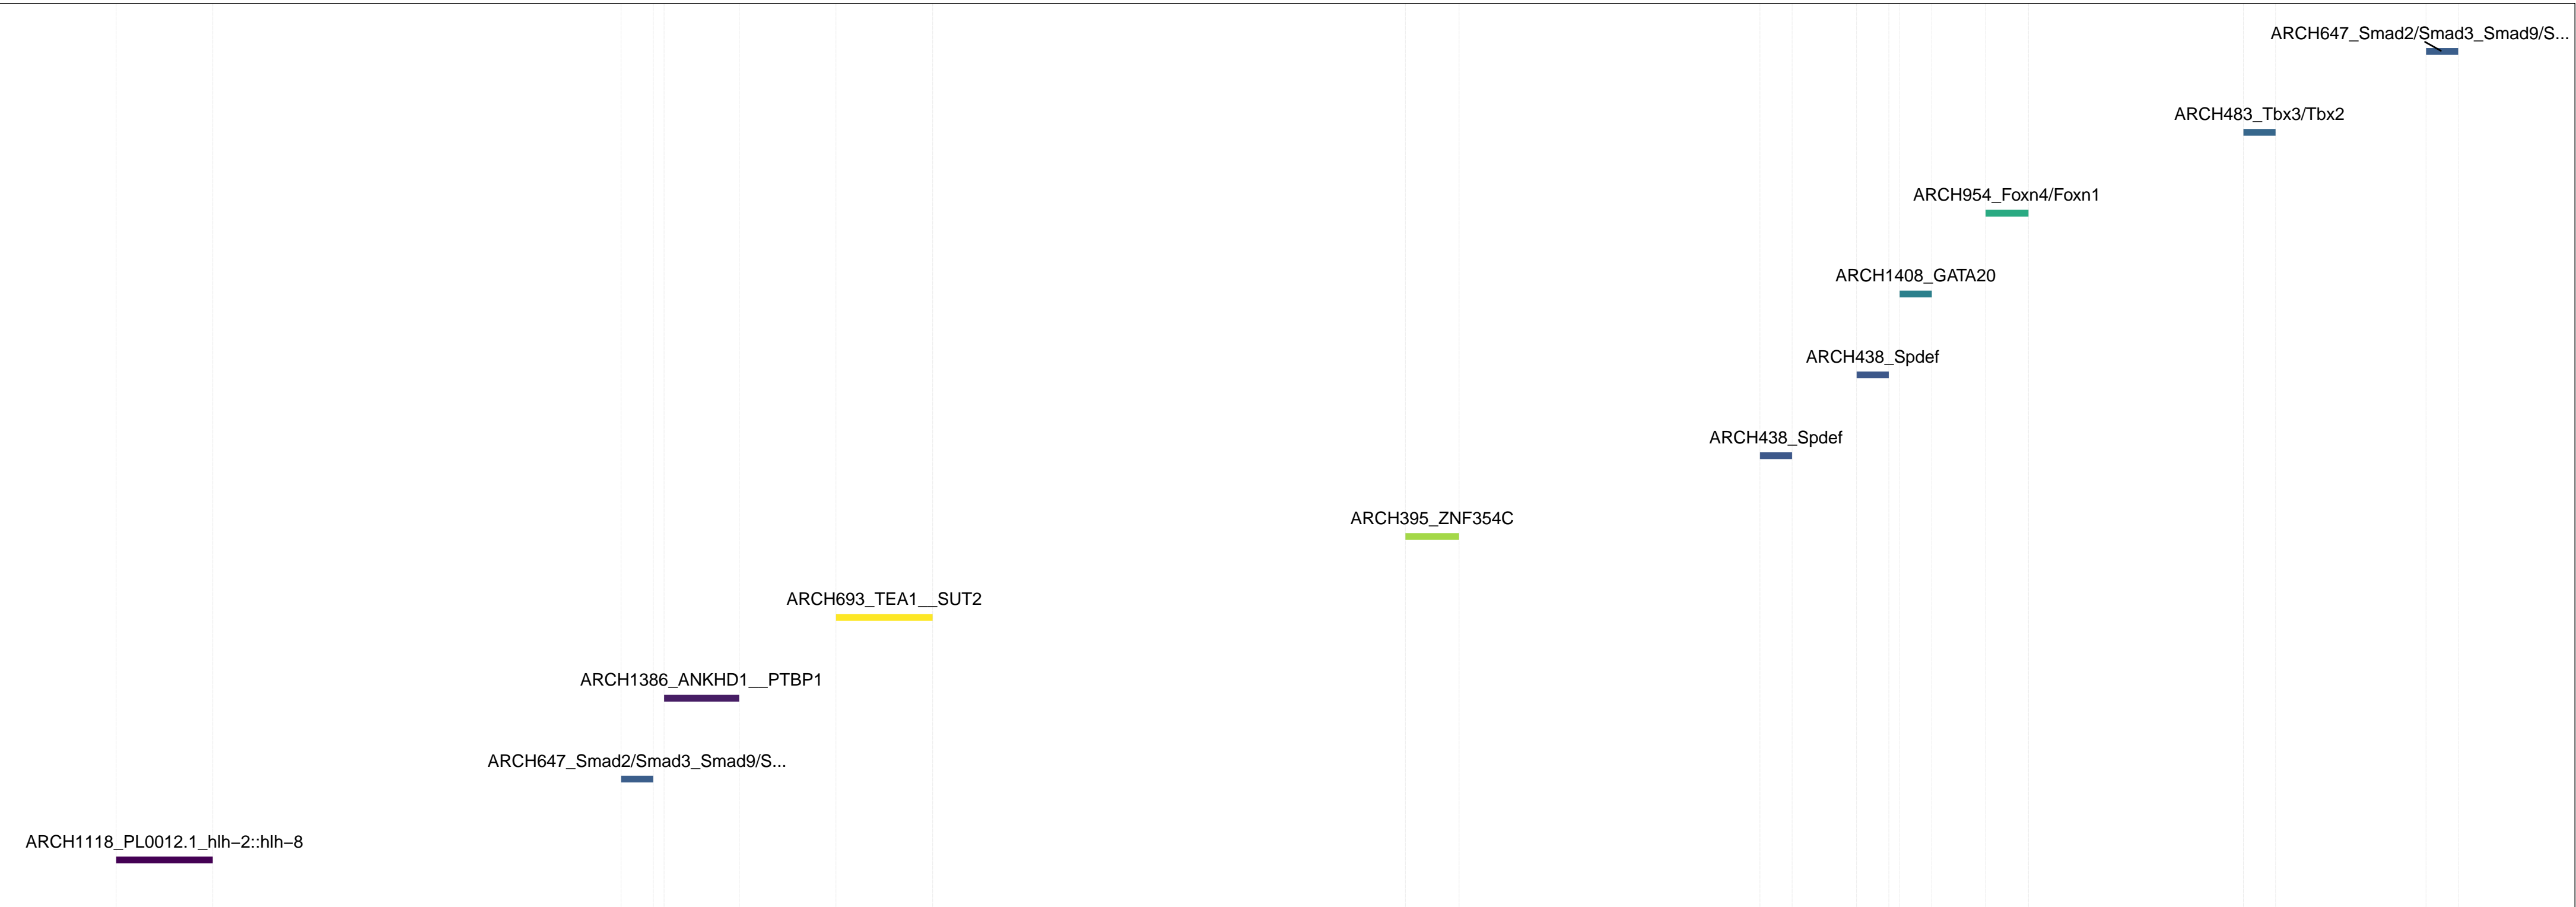 ARCH647_Smad2/Smad3_Smad9/S...
ARCH483_Tbx3/Tbx2
ARCH954_Foxn4/Foxn1
ARCH1408_GATA20
ARCH438_Spdef
ARCH438_Spdef
ARCH395_ZNF354C
ARCH693_TEA1__SUT2
ARCH1386_ANKHD1__PTBP1
ARCH647_Smad2/Smad3_Smad9/S...
ARCH1118_PL0012.1_hlh−2::hlh−8